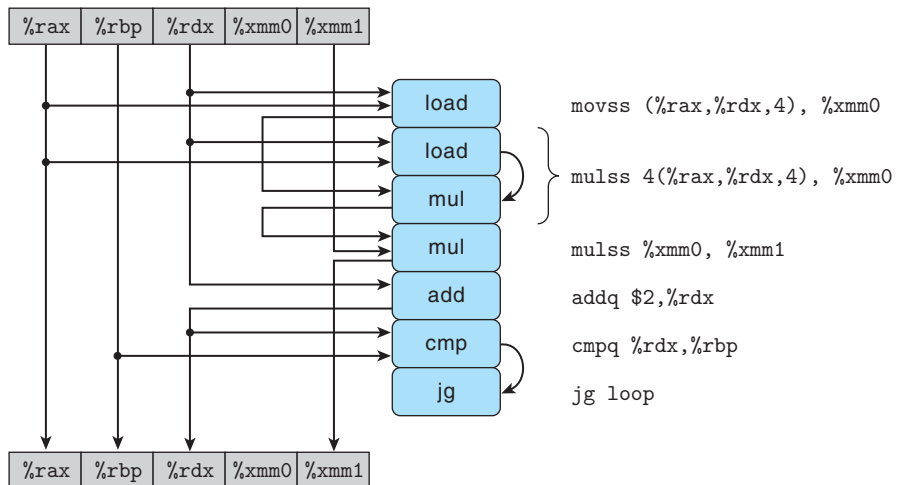 %rax %rbp %rdx %xmm0 %xmm1
load movss (%rax,%rdx,4), %xmm0
load
mulss 4(%rax,%rdx,4), %xmm0
mul
mul mulss %xmm0, %xmm1
add addq $2,%rdx
cmp cmpq %rdx,%rbp
jg jg loop
%rax %rbp %rdx %xmm0 %xmm1